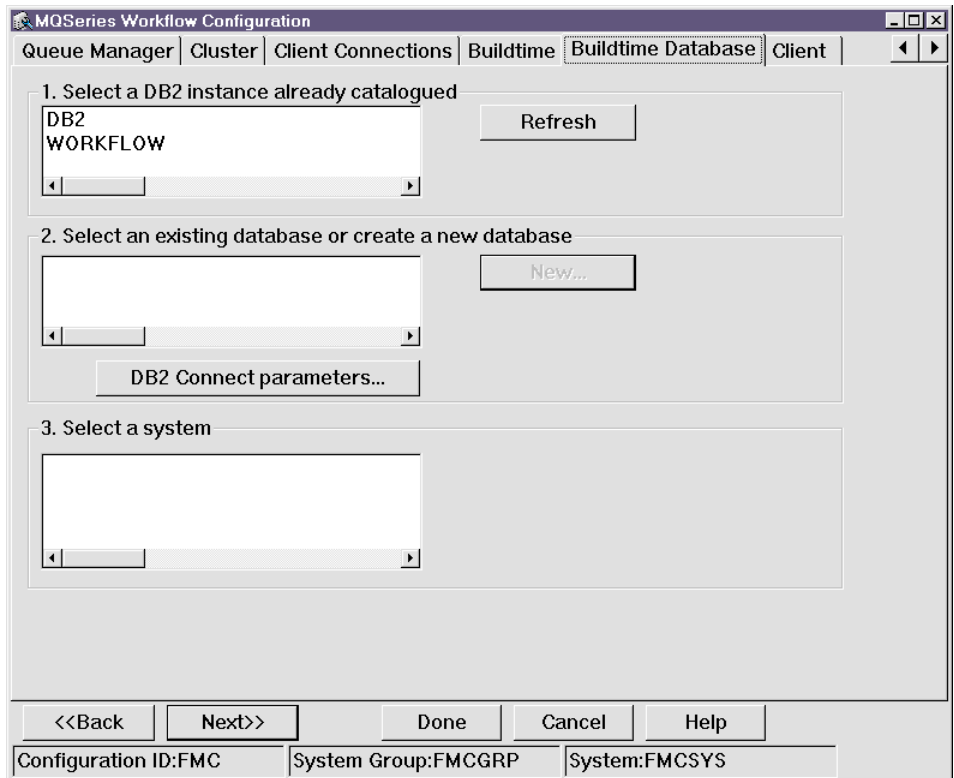 MQSeries Workflow Configuration
Queue Manager Cluster Client Connections Buildtime Buildtime Database Client
1. Select a DB2 instance already catalogued
DB2
WORKFLOW
Refresh
2. Select an existing database or create a new database
New...
DB2 Connect parameters...
3. Select a system
<<Back Next>> Done Cancel Help
Configuration ID:FMC System Group:FMCGRP System:FMCSYS